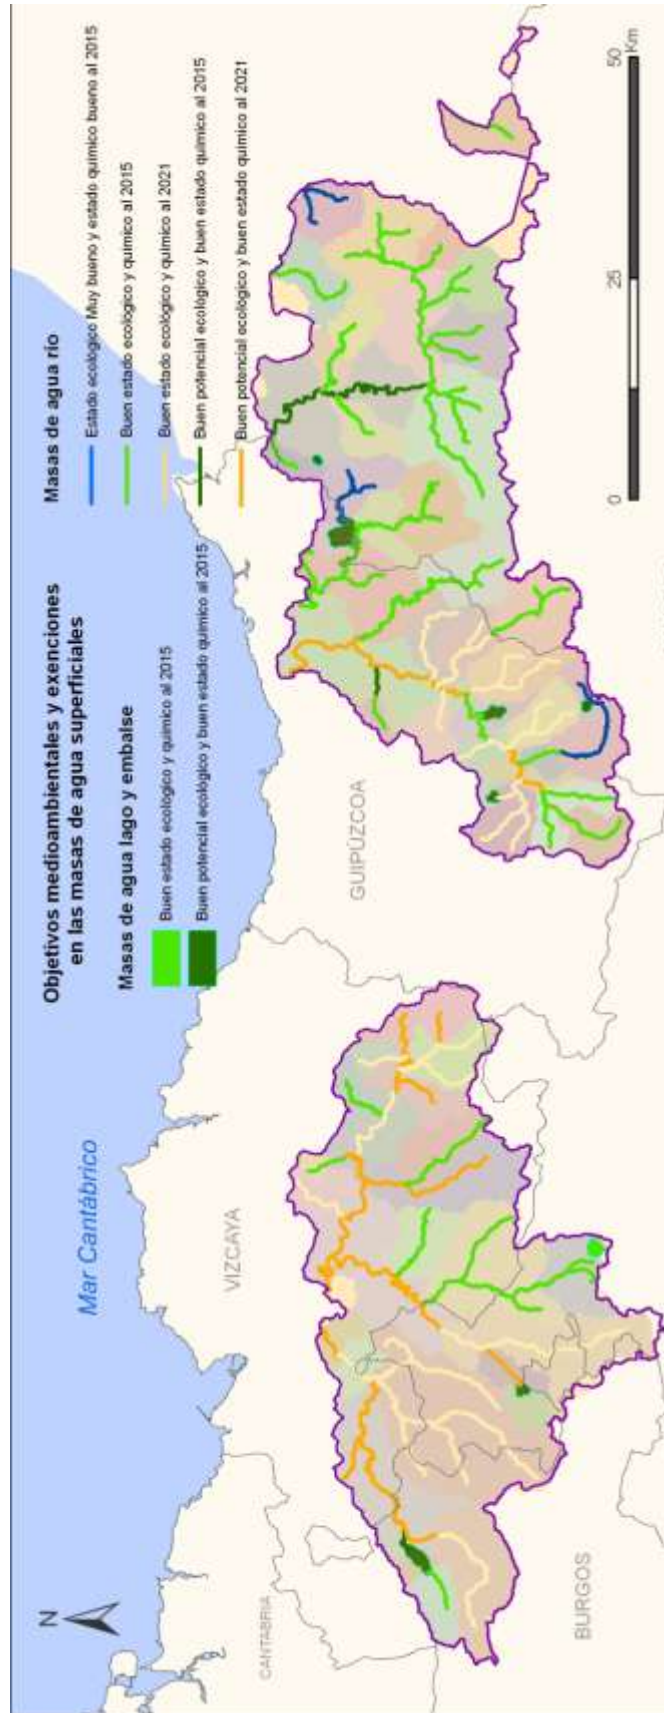 Objetivos medioambientales y exenciones
en las masas de agua superficiales
Masas de agua lago y embalse
Buen estado ecológico y químico al 2015
Buen potencial ecológico y buen estado químico al 2015
Masas de agua río
Estado ecológico Muy bueno y estado químico bueno al 2015
Buen estado ecológico y químico al 2015
Buen estado ecológico y químico al 2021
Buen potencial ecológico y buen estado químico al 2015
Buen potencial ecológico y buen estado químico al 2021
N
Mar Cantábrico
CANTABRIA
VIZCAYA
GUIPÚZCOA
BURGOS
0
25
50
Km